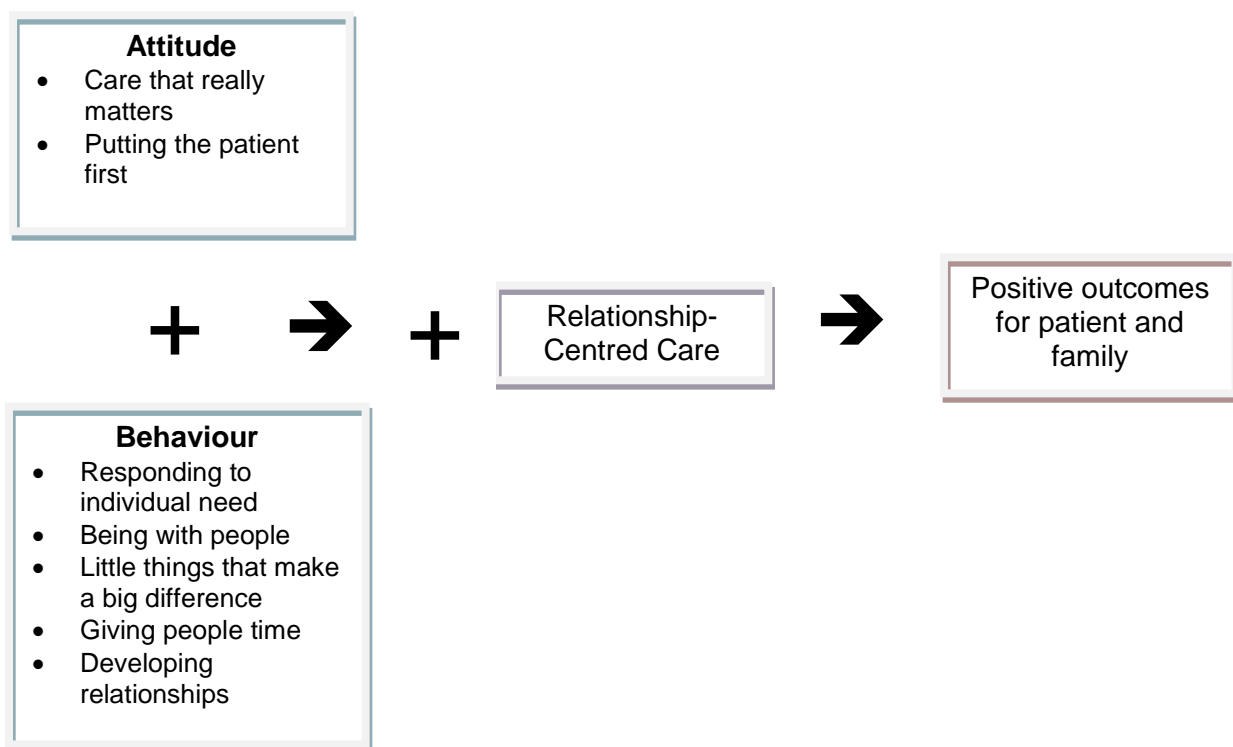 Attitude
• Care that really
matters
• Putting the patient
first
+ ➔ + Relationship-
Centred Care
➔ Positive outcomes
for patient and
family
Behaviour
• Responding to
individual need
• Being with people
• Little things that make
a big difference
• Giving people time
• Developing
relationships